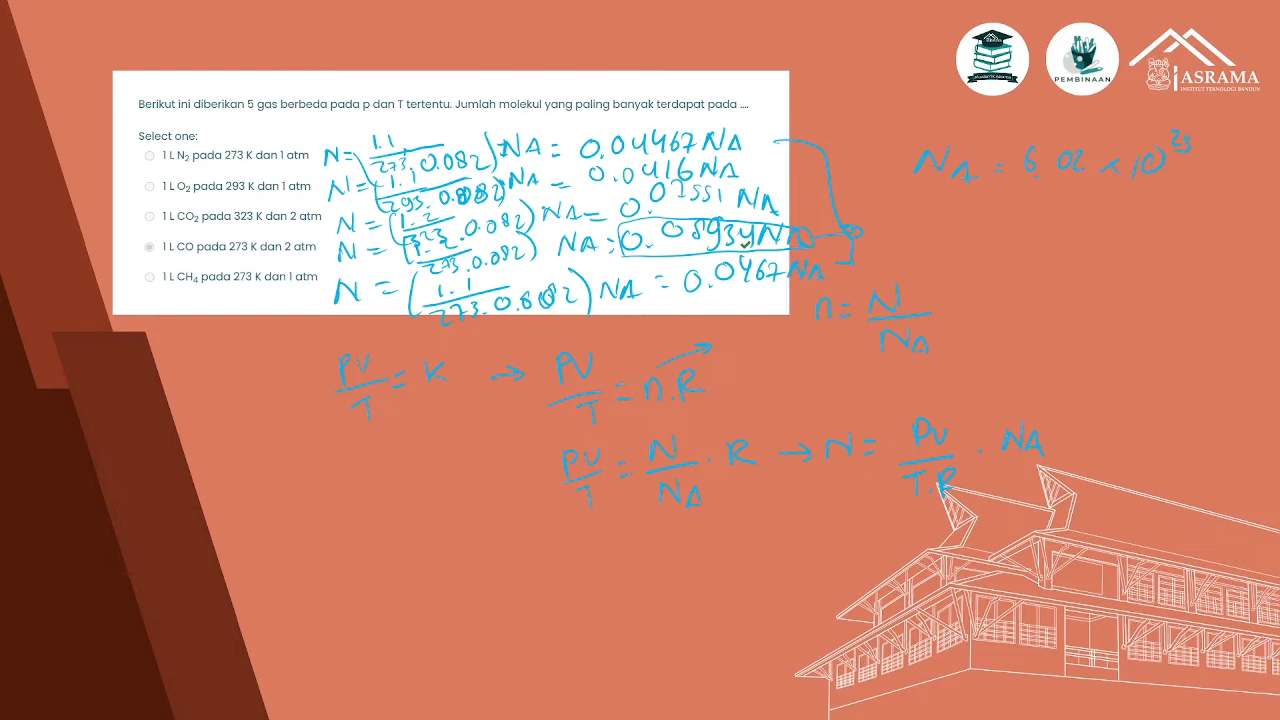 PEMBINAAN
ASRAMA
INSTITUT TEKNOLOGI BANDUNG
Berikut ini diberikan 5 gas berbeda pada p dan T tertentu. Jumlah molekul yang paling banyak terdapat pada ....
Select one:
1 L N₂ pada 273 K dan 1 atm
N = (1.1 / 273.0.082) NA = 0.04467 NA
1 L O₂ pada 293 K dan 1 atm
N = (1.1 / 293.0.082) NA = 0.0416 NA
1 L CO₂ pada 323 K dan 2 atm
N = (1.2 / 323.0.082) NA =
1 L CO pada 273 K dan 2 atm
N = (1.2 / 273.0.082) NA = 0.08934 NA
1 L CH₄ pada 273 K dan 1 atm
N = (1.1 / 273.0.082) NA = 0.0467 NA
NA = 6.02 × 10²³
n = N / NA
PV / T = K → PV / T = n.R
PV / T = N / NA . R → N = PV / T.R . NA